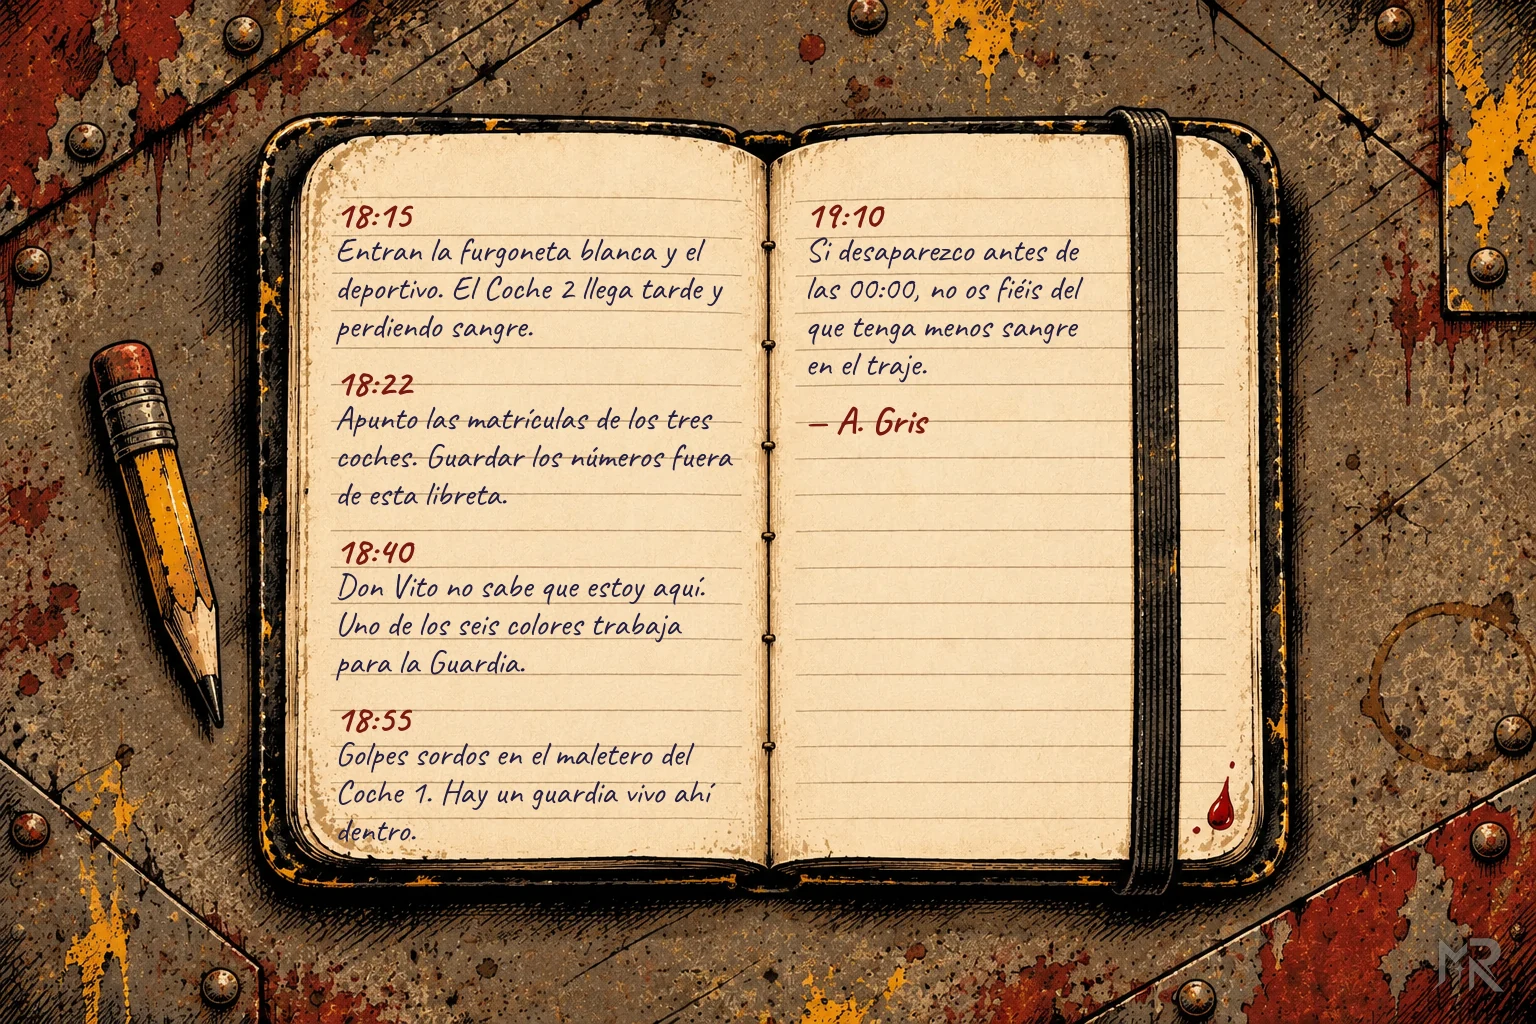 18:15
Entran la furgoneta blanca y el
deportivo. El Coche 2 llega tarde y
perdiendo sangre.
18:22
Apunto las matrículas de los tres
coches. Guardar los números fuera
de esta libreta.
18:40
Don Vito no sabe que estoy aquí.
Uno de los seis colores trabaja
para la Guardia.
18:55
Golpes sordos en el maletero del
Coche 1. Hay un guardia vivo ahí
dentro.
19:10
Si desaparezco antes de
las 00:00, no os fiéis del
que tenga menos sangre
en el traje.
– A. Gris
MR